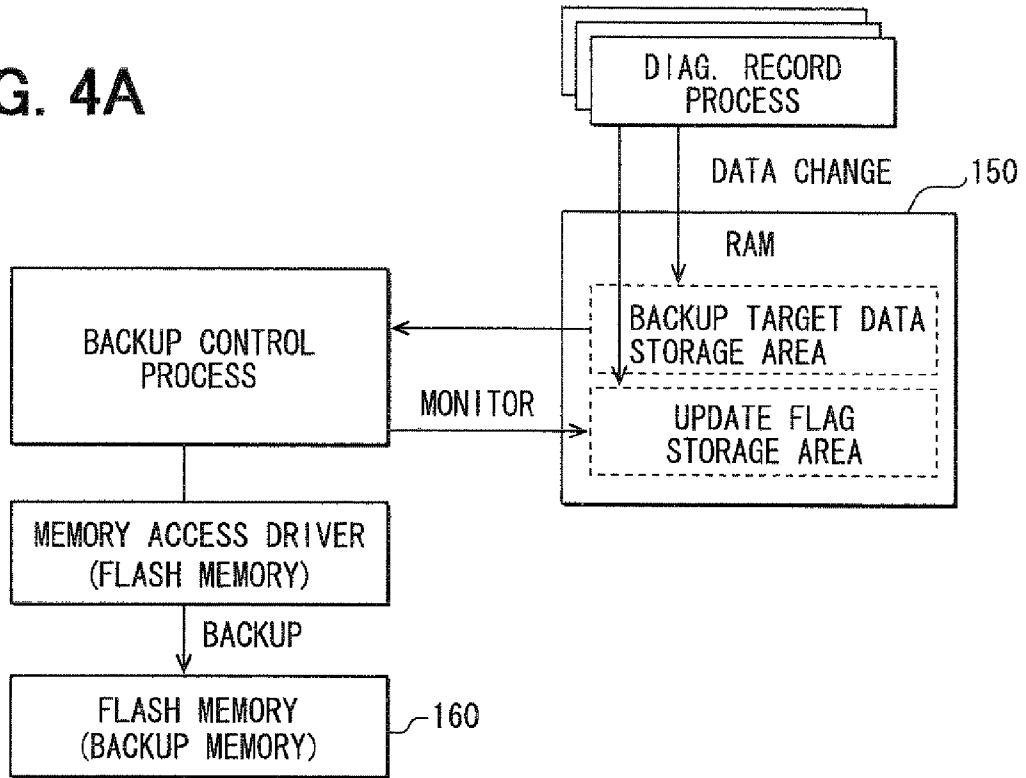 G. 4A
DIAG. RECORD
PROCESS
DATA CHANGE
150
RAM
BACKUP TARGET DATA
STORAGE AREA
BACKUP CONTROL
PROCESS
MONITOR
UPDATE FLAG
STORAGE AREA
MEMORY ACCESS DRIVER
(FLASH MEMORY)
BACKUP
FLASH MEMORY
(BACKUP MEMORY)
160